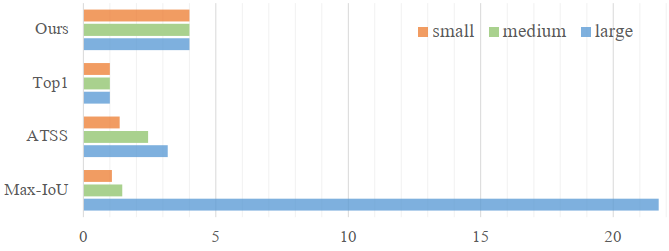 Ours
small medium large
Top1
ATSS
Max-IoU
0 5 10 15 20